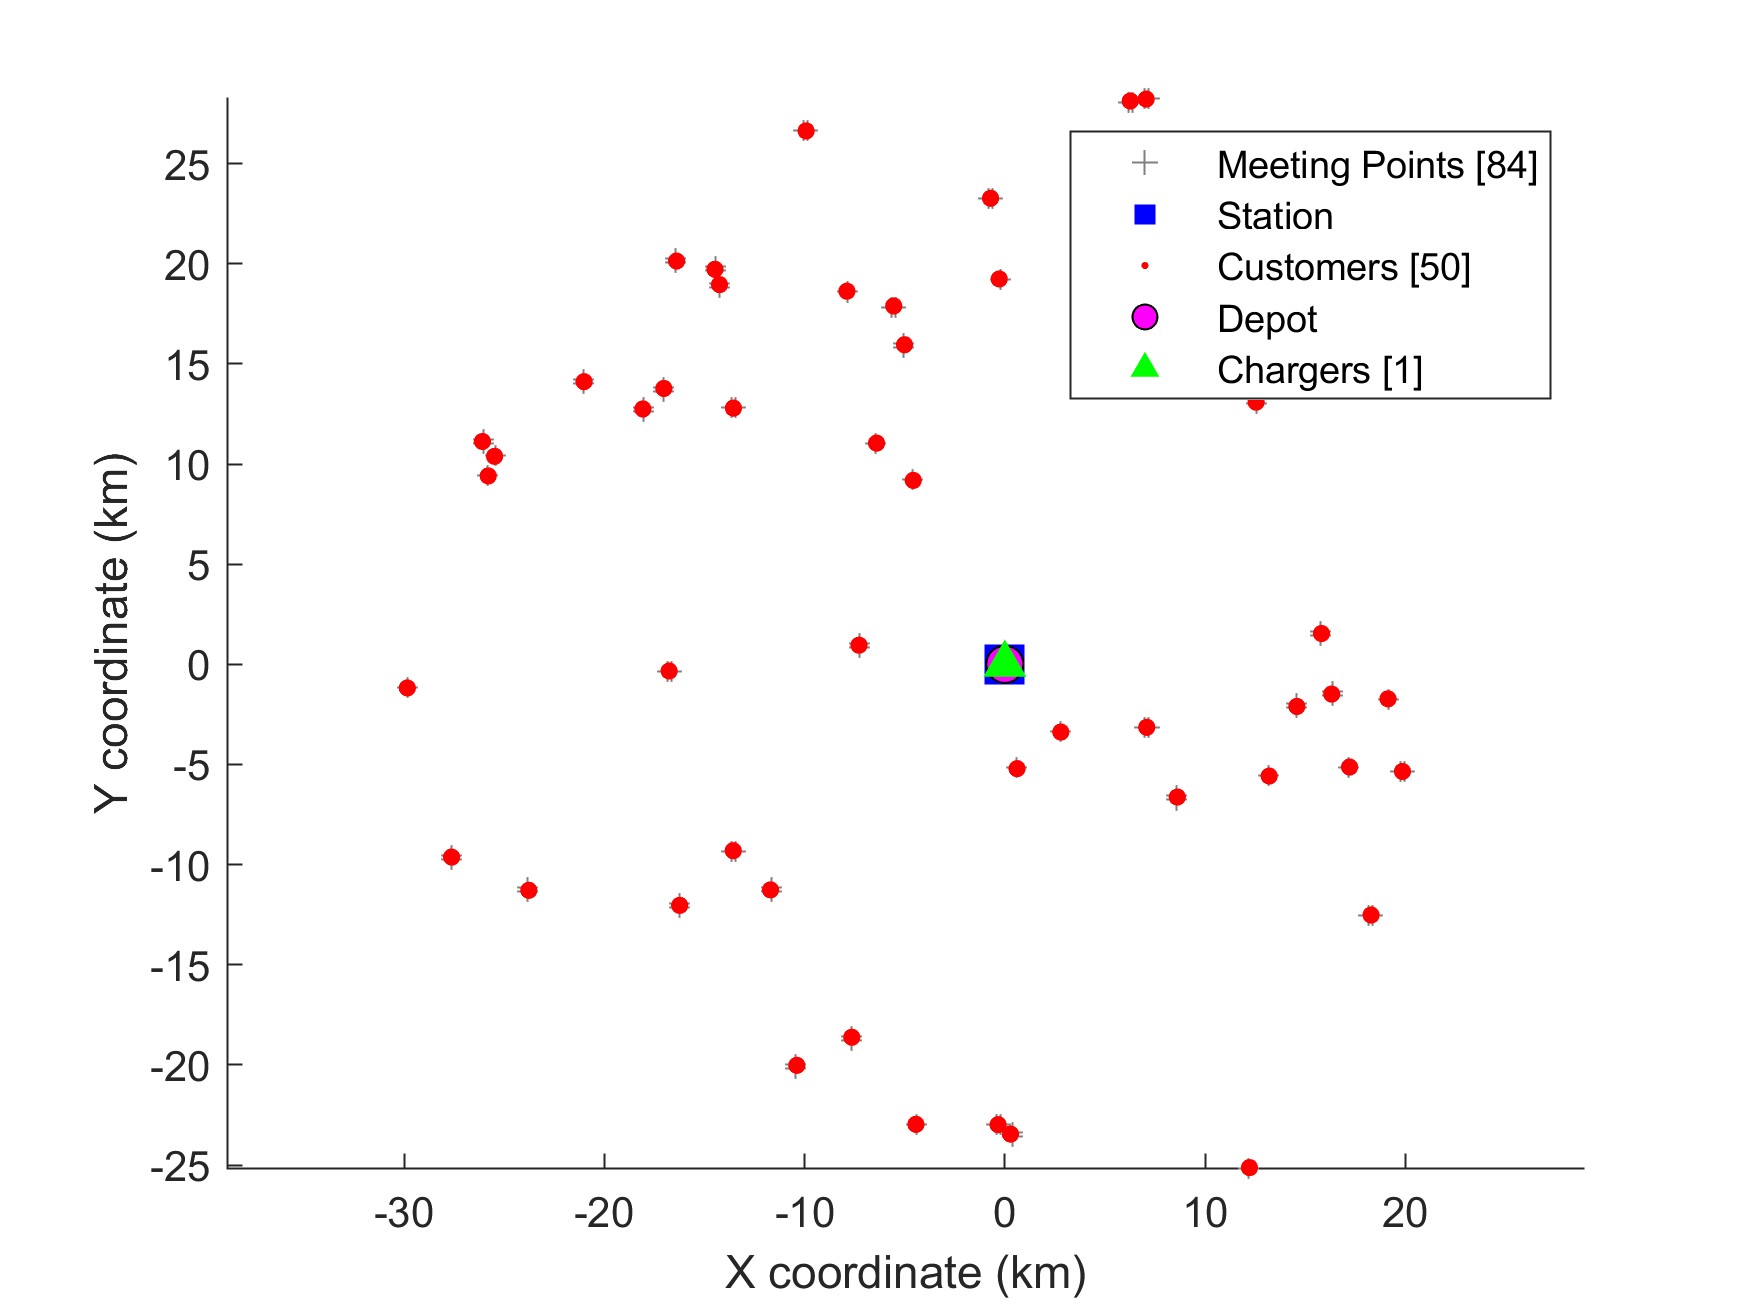 25
20
15
10
5
0
-5
-10
-15
-20
-25
Y coordinate (km)
Meeting Points [84]
Station
Customers [50]
Depot
Chargers [1]
-30 -20 -10 0 10 20
X coordinate (km)